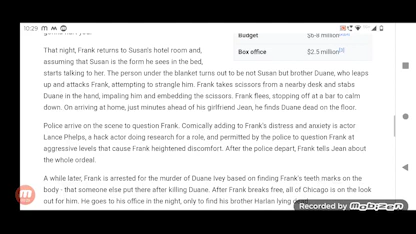 10:29
Budget $6-8 million
That night, Frank returns to Susan's hotel room and,
Box office $2.5 million[3]
assuming that Susan is the form he sees in the bed,
starts talking to her. The person under the blanket turns out to be not Susan but brother Duane, who leaps
up and attacks Frank, attempting to strangle him. Frank takes scissors from a nearby desk and stabs
Duane in the hand, impaling him and embedding the scissors. Frank flees, stopping off at a bar to calm
down. On arriving at home, just minutes ahead of his girlfriend Jean, he finds Duane dead on the floor.
Police arrive on the scene to question Frank. Comically adding to Frank's distress and anxiety is actor
Lance Phelps, a hack actor doing research for a role, and permitted by the police to question Frank at
aggressive levels that cause Frank heightened discomfort. After the police depart, Frank tells Jean about
the whole ordeal.
A while later, Frank is arrested for the murder of Duane Ivey based on finding Frank's teeth marks on the
body - that someone else put there after killing Duane. After Frank breaks free, all of Chicago is on the look
out for him. He goes to his office in the night, only to find his brother Harlan lying
Recorded by Mobizen